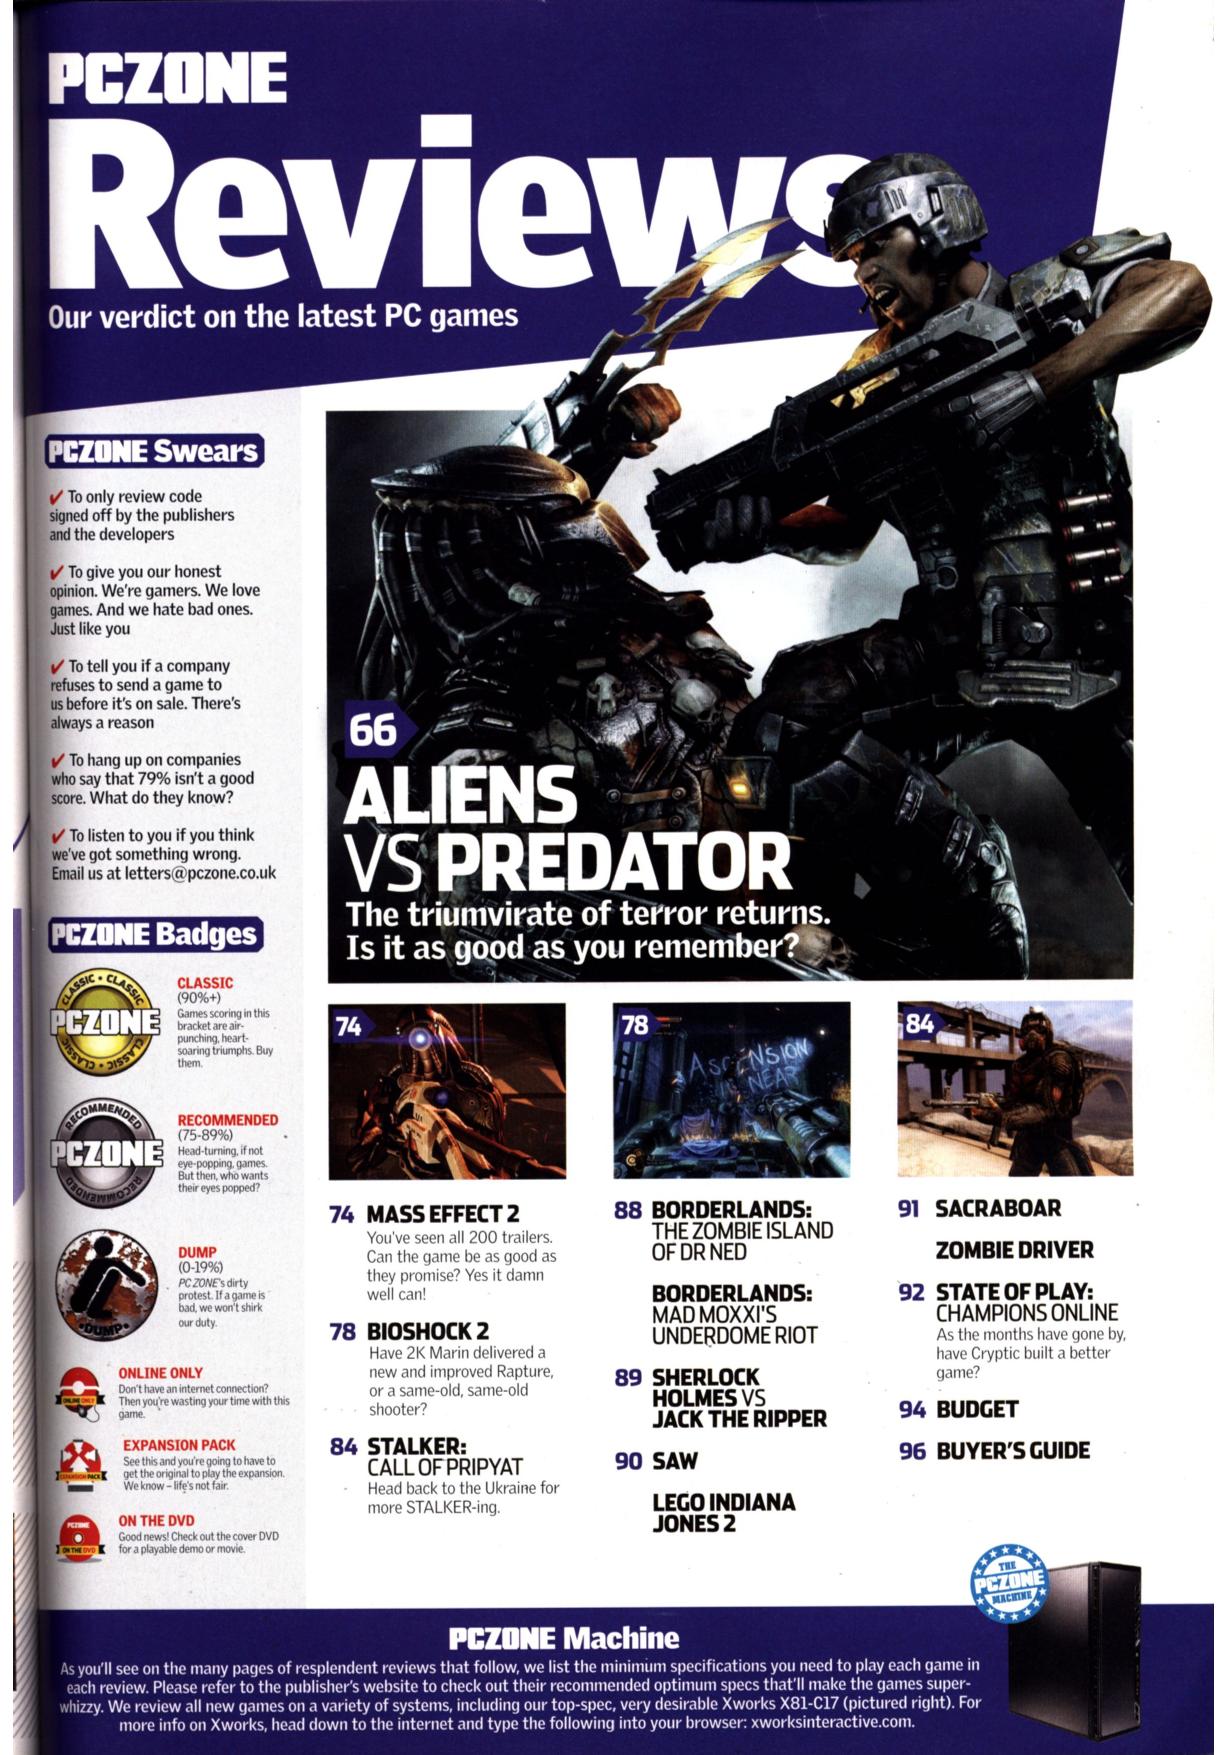 PCZONE
Reviews
Our verdict on the latest PC games
PCZONE Swears
✔ To only review code
signed off by the publishers
and the developers
✔ To give you our honest
opinion. We're gamers. We love
games. And we hate bad ones.
Just like you
✔ To tell you if a company
refuses to send a game to
us before it's on sale. There's
always a reason
✔ To hang up on companies
who say that 79% isn't a good
score. What do they know?
✔ To listen to you if you think
we've got something wrong.
Email us at letters@pczone.co.uk
PCZONE Badges
CLASSIC • CLASSIC
PCZONE
CLASSIC • CLASSIC
CLASSIC
(90%+)
Games scoring in this
bracket are air-
punching, heart-
soaring triumphs. Buy
them.
RECOMMENDED
PCZONE
RECOMMENDED
RECOMMENDED
(75-89%)
Head-turning, if not
eye-popping, games.
But then, who wants
their eyes popped?
•DUMP•
DUMP
(0-19%)
PC ZONE's dirty
protest. If a game is
bad, we won't shirk
our duty.
ONLINE ONLY
ONLINE ONLY
Don't have an internet connection?
Then you're wasting your time with this
game.
EXPANSION PACK
EXPANSION PACK
See this and you're going to have to
get the original to play the expansion.
We know – life's not fair.
PCZONE
ON THE DVD
ON THE DVD
Good news! Check out the cover DVD
for a playable demo or movie.
66
ALIENS
VS PREDATOR
The triumvirate of terror returns.
Is it as good as you remember?
74
78
ASCENSION
NEAR
84
74 MASS EFFECT 2
You've seen all 200 trailers.
Can the game be as good as
they promise? Yes it damn
well can!
78 BIOSHOCK 2
Have 2K Marin delivered a
new and improved Rapture,
or a same-old, same-old
shooter?
84 STALKER:
CALL OF PRIPYAT
Head back to the Ukraine for
more STALKER-ing.
88 BORDERLANDS:
THE ZOMBIE ISLAND
OF DR NED
BORDERLANDS:
MAD MOXXI'S
UNDERDOME RIOT
89 SHERLOCK
HOLMES VS
JACK THE RIPPER
90 SAW
LEGO INDIANA
JONES 2
91 SACRABOAR
ZOMBIE DRIVER
92 STATE OF PLAY:
CHAMPIONS ONLINE
As the months have gone by,
have Cryptic built a better
game?
94 BUDGET
96 BUYER'S GUIDE
THE
PCZONE
MACHINE
PCZONE Machine
As you'll see on the many pages of resplendent reviews that follow, we list the minimum specifications you need to play each game in
each review. Please refer to the publisher's website to check out their recommended optimum specs that'll make the games super-
whizzy. We review all new games on a variety of systems, including our top-spec, very desirable Xworks X81-C17 (pictured right). For
more info on Xworks, head down to the internet and type the following into your browser: xworksinteractive.com.